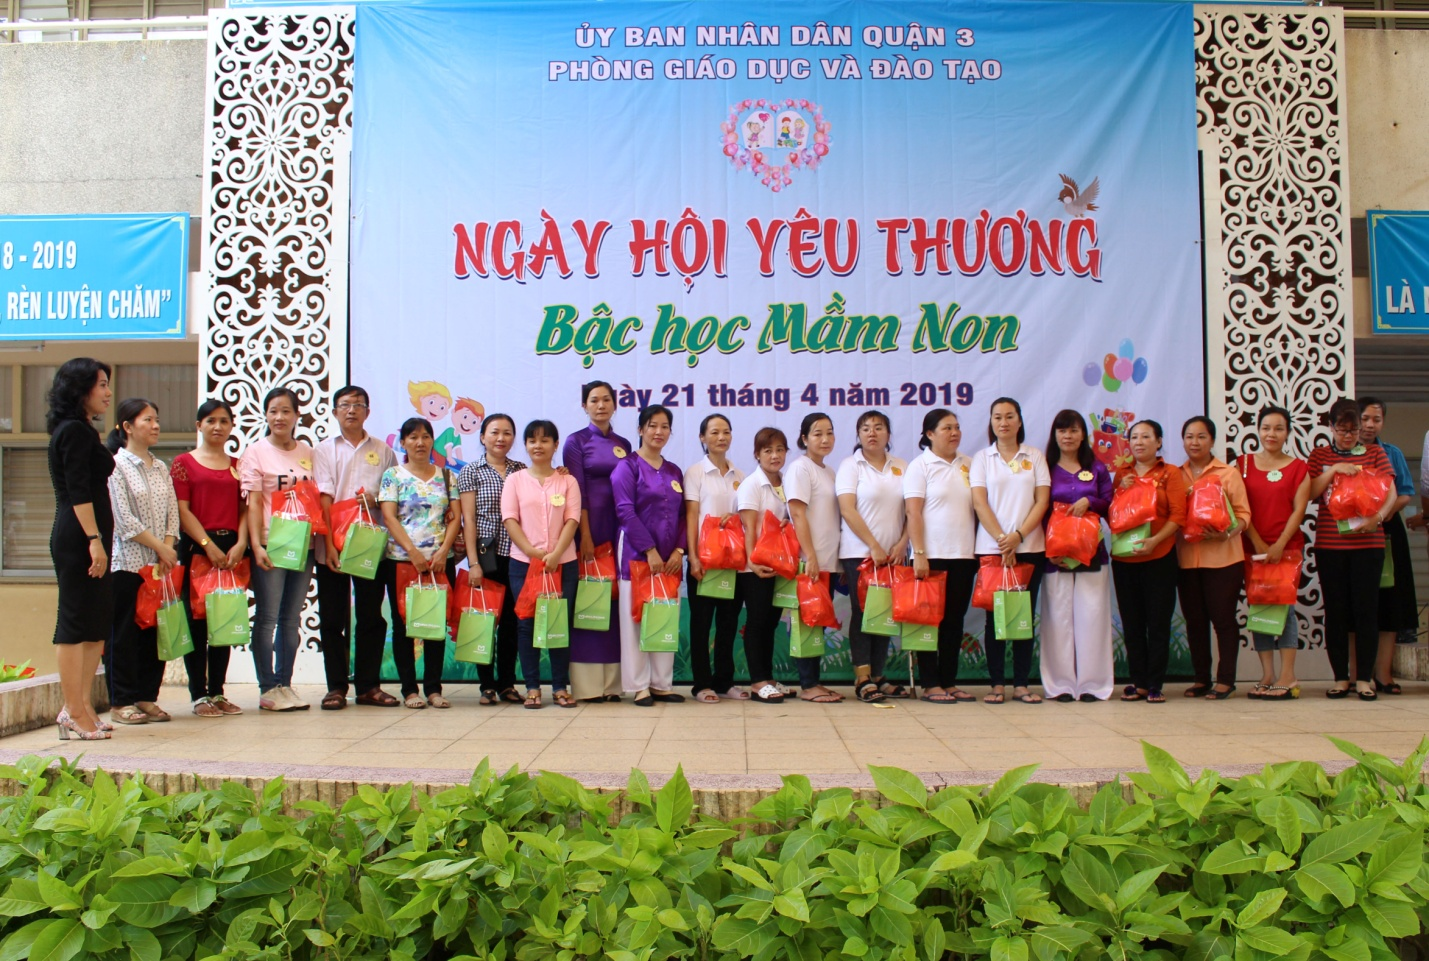 ỦY BAN NHÂN DÂN QUẬN 3
PHÒNG GIÁO DỤC VÀ ĐÀO TẠO
NGÀY HỘI YÊU THƯƠNG
Bậc học Mầm Non
Ngày 21 tháng 4 năm 2019
8 - 2019
, RÈN LUYỆN CHĂM”
LÀ